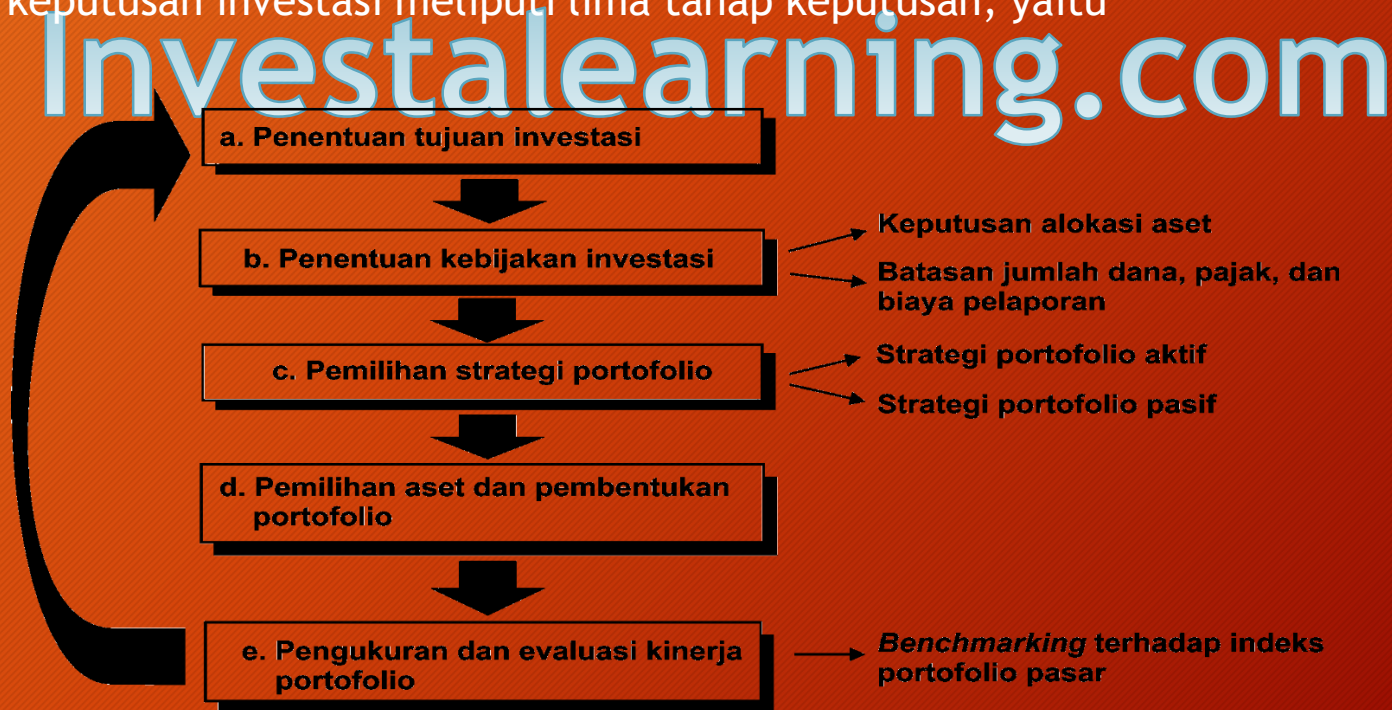 keputusan investasi meliputi lima tahap keputusan, yaitu
Investalearning.com
a. Penentuan tujuan investasi
b. Penentuan kebijakan investasi
Keputusan alokasi aset
Batasan jumlah dana, pajak, dan
biaya pelaporan
c. Pemilihan strategi portofolio
Strategi portofolio aktif
Strategi portofolio pasif
d. Pemilihan aset dan pembentukan
portofolio
e. Pengukuran dan evaluasi kinerja
portofolio
Benchmarking terhadap indeks
portofolio pasar